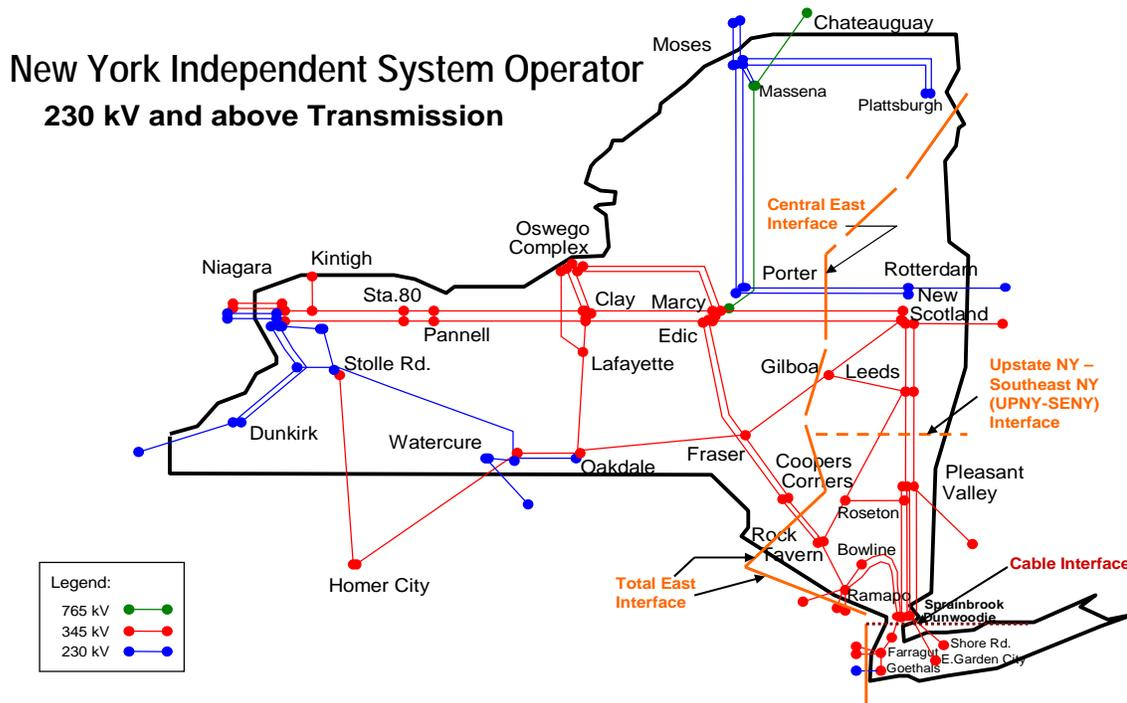 New York Independent System Operator
230 kV and above Transmission
Chateauguay
Moses
Massena
Plattsburgh
Central East
Interface
Oswego
Complex
Niagara
Kintigh
Porter
Rotterdam
Sta.80
Clay
Marcy
New
Scotland
Pannell
Edic
Lafayette
Stolle Rd.
Gilboa
Leeds
Upstate NY –
Southeast NY
(UPNY-SENY)
Interface
Dunkirk
Watercure
Oakdale
Fraser
Coopers
Corners
Pleasant
Valley
Roseton
Rock
Tavern
Bowline
Cable Interface
Homer City
Total East
Interface
Ramapo
Sprainbrook
Dunwoodie
Shore Rd.
Farragut
E.Garden City
Goethals
Legend:
765 kV
345 kV
230 kV